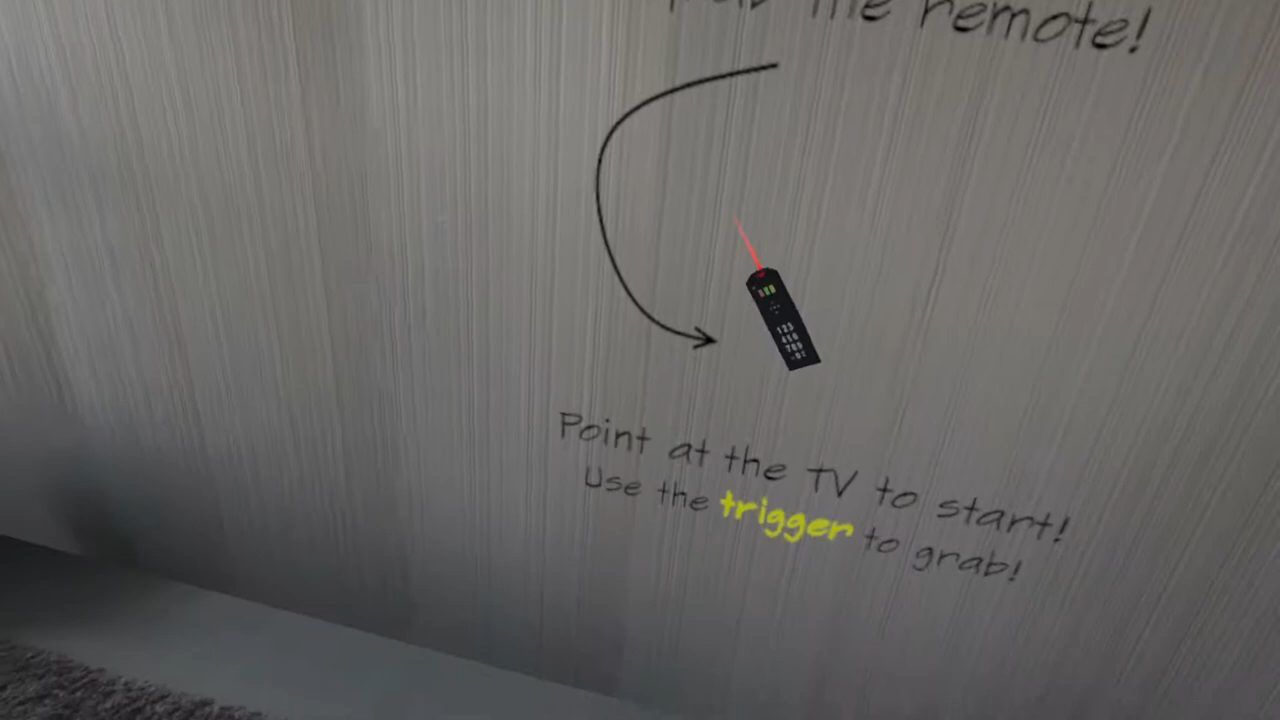 the remote!
Point at the TV to start!
Use the trigger to grab!